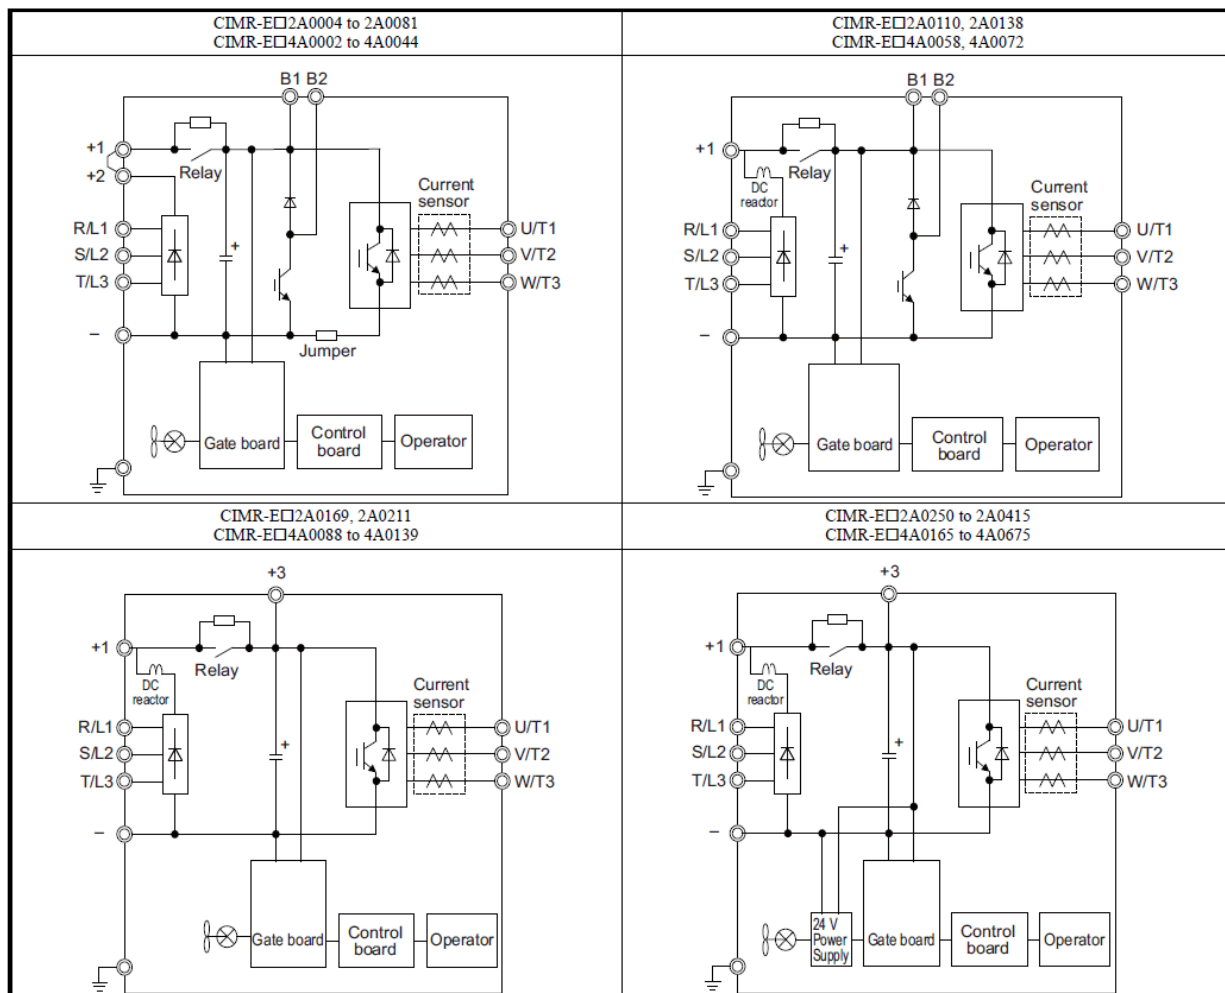 CIMR-E□2A0004 to 2A0081
CIMR-E□4A0002 to 4A0044
B1 B2
+1
+2
Relay
Current
sensor
R/L1
S/L2
T/L3
+
U/T1
V/T2
W/T3
–
Jumper
Gate board
Control
board
Operator
CIMR-E□2A0110, 2A0138
CIMR-E□4A0058, 4A0072
B1 B2
+1
Relay
DC
reactor
Current
sensor
R/L1
S/L2
T/L3
+
U/T1
V/T2
W/T3
–
Gate board
Control
board
Operator
CIMR-E□2A0169, 2A0211
CIMR-E□4A0088 to 4A0139
+3
+1
Relay
DC
reactor
Current
sensor
R/L1
S/L2
T/L3
+
U/T1
V/T2
W/T3
–
Gate board
Control
board
Operator
CIMR-E□2A0250 to 2A0415
CIMR-E□4A0165 to 4A0675
+3
+1
Relay
DC
reactor
Current
sensor
R/L1
S/L2
T/L3
+
U/T1
V/T2
W/T3
–
24 V
Power
Supply
Gate board
Control
board
Operator